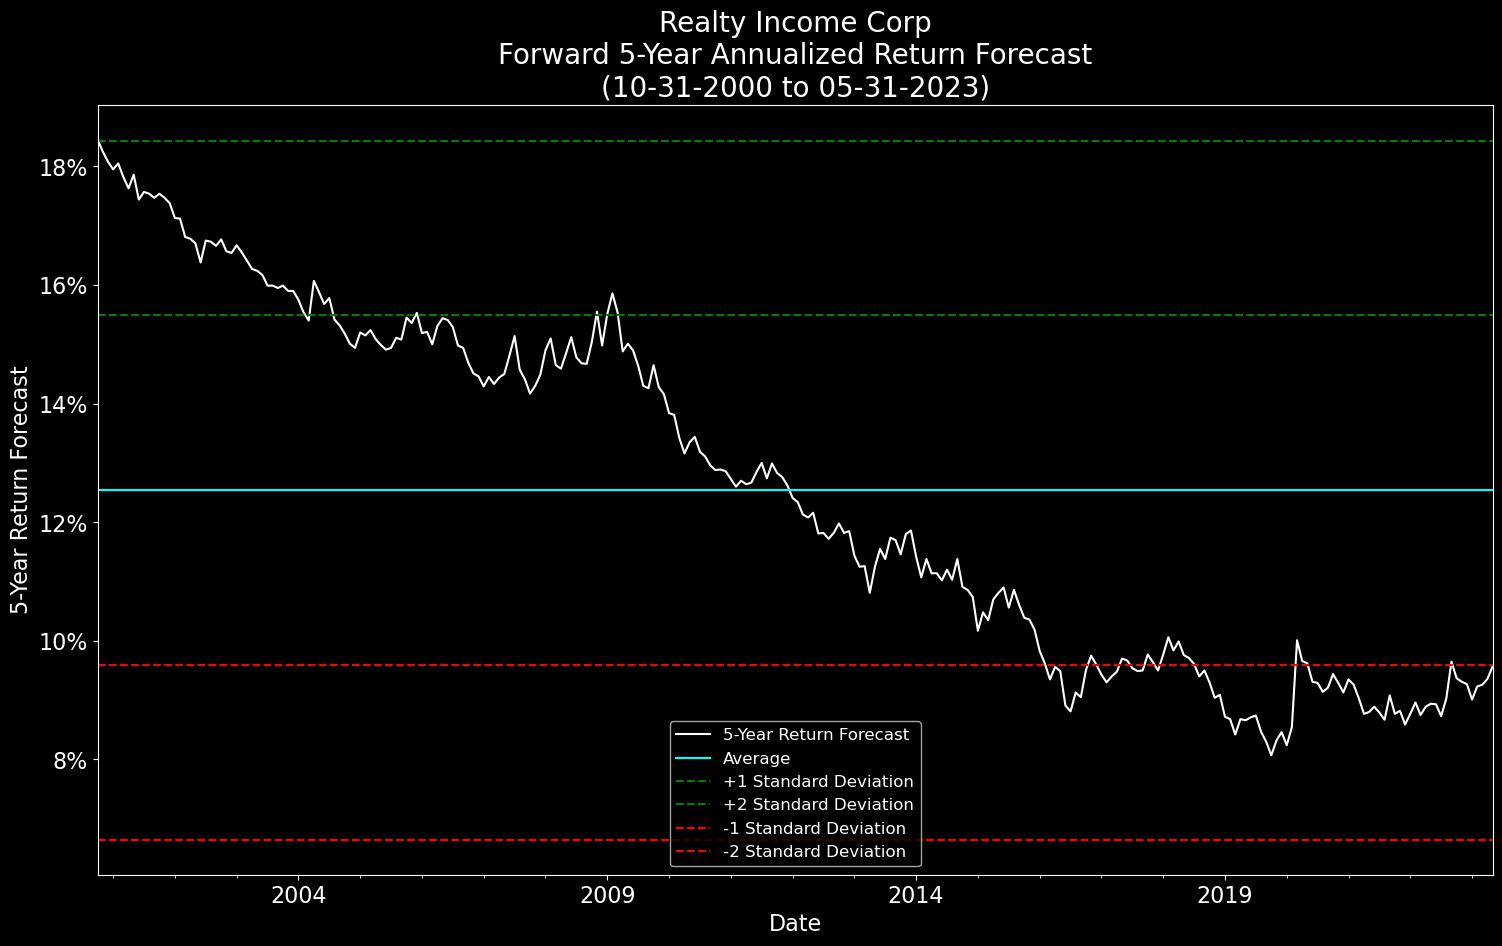 Realty Income Corp
Forward 5-Year Annualized Return Forecast
(10-31-2000 to 05-31-2023)
5-Year Return Forecast
18%
16%
14%
12%
10%
8%
5-Year Return Forecast
Average
+1 Standard Deviation
+2 Standard Deviation
-1 Standard Deviation
-2 Standard Deviation
2004
2009
2014
2019
Date